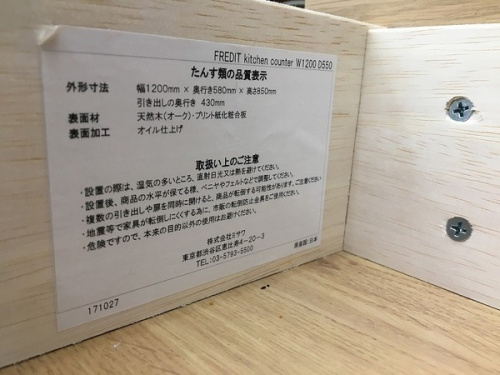 FREDIT kitchen counter W1200 D550
たんす類の品質表示
外形寸法 幅1200mm × 奥行き580mm × 高さ850mm
引き出しの奥行き 430mm
表面材 天然木(オーク)・プリント紙化粧合板
表面加工 オイル仕上げ
取扱い上のご注意
・設置の際は、湿気の多いところ、直射日光又は熱を避けてください。
・設置後、商品の水平が保てる様、ベニヤやフェルトなどで調整してください。
・複数の引き出しや扉を同時に開けると、商品が転倒する可能性があります。ご注意ください。
・地震等で家具が転倒しにくくする為に、市販の転倒防止金具をご使用ください。
・危険ですので、本来の目的以外の使用はお避けください。
株式会社ミサワ
東京都渋谷区恵比寿4-20-3
TEL:03-5793-5500
原産国:日本
171027